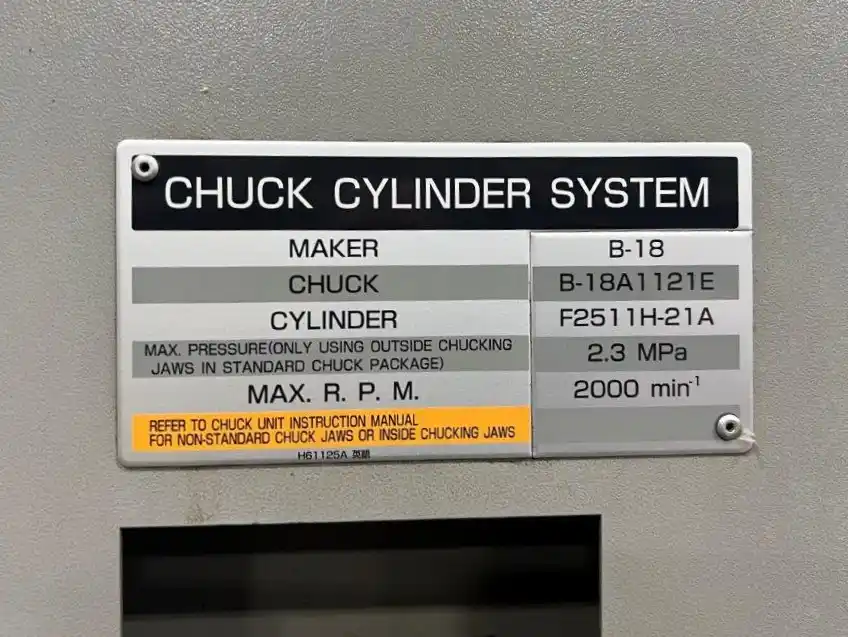 CHUCK CYLINDER SYSTEM
MAKER B-18
CHUCK B-18A1121E
CYLINDER F2511H-21A
MAX. PRESSURE(ONLY USING OUTSIDE CHUCKING
JAWS IN STANDARD CHUCK PACKAGE) 2.3 MPa
MAX. R. P. M. 2000 min⁻¹
REFER TO CHUCK UNIT INSTRUCTION MANUAL
FOR NON-STANDARD CHUCK JAWS OR INSIDE CHUCKING JAWS
H61125A